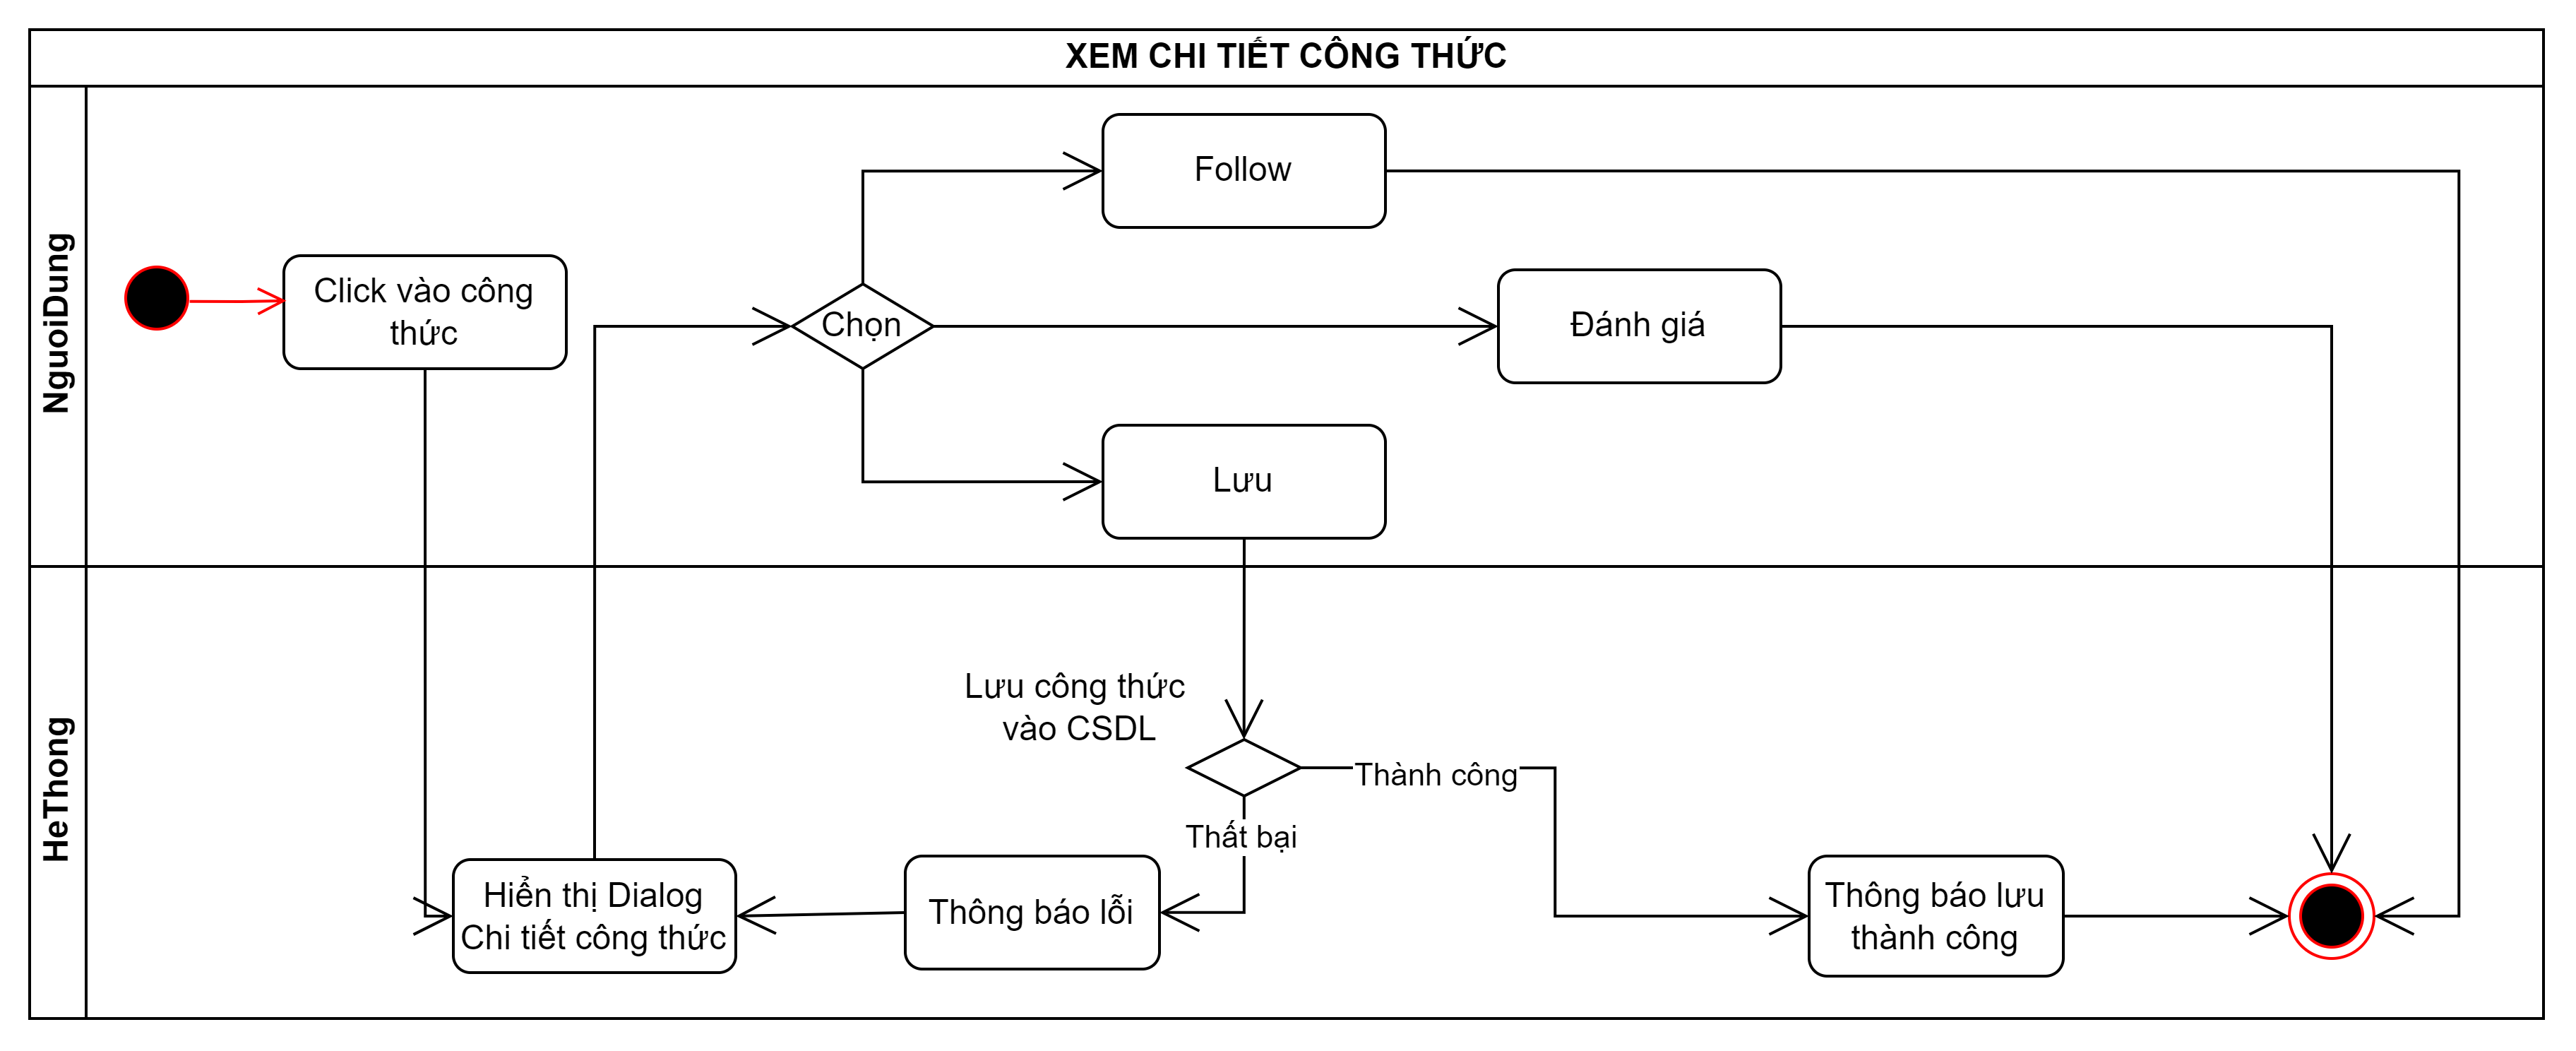 XEM CHI TIẾT CÔNG THỨC
NguoiDung
Follow
Click vào công
thức
Chọn
Đánh giá
Lưu
HeThong
Lưu công thức
vào CSDL
Thành công
Thất bại
Hiển thị Dialog
Chi tiết công thức
Thông báo lỗi
Thông báo lưu
thành công